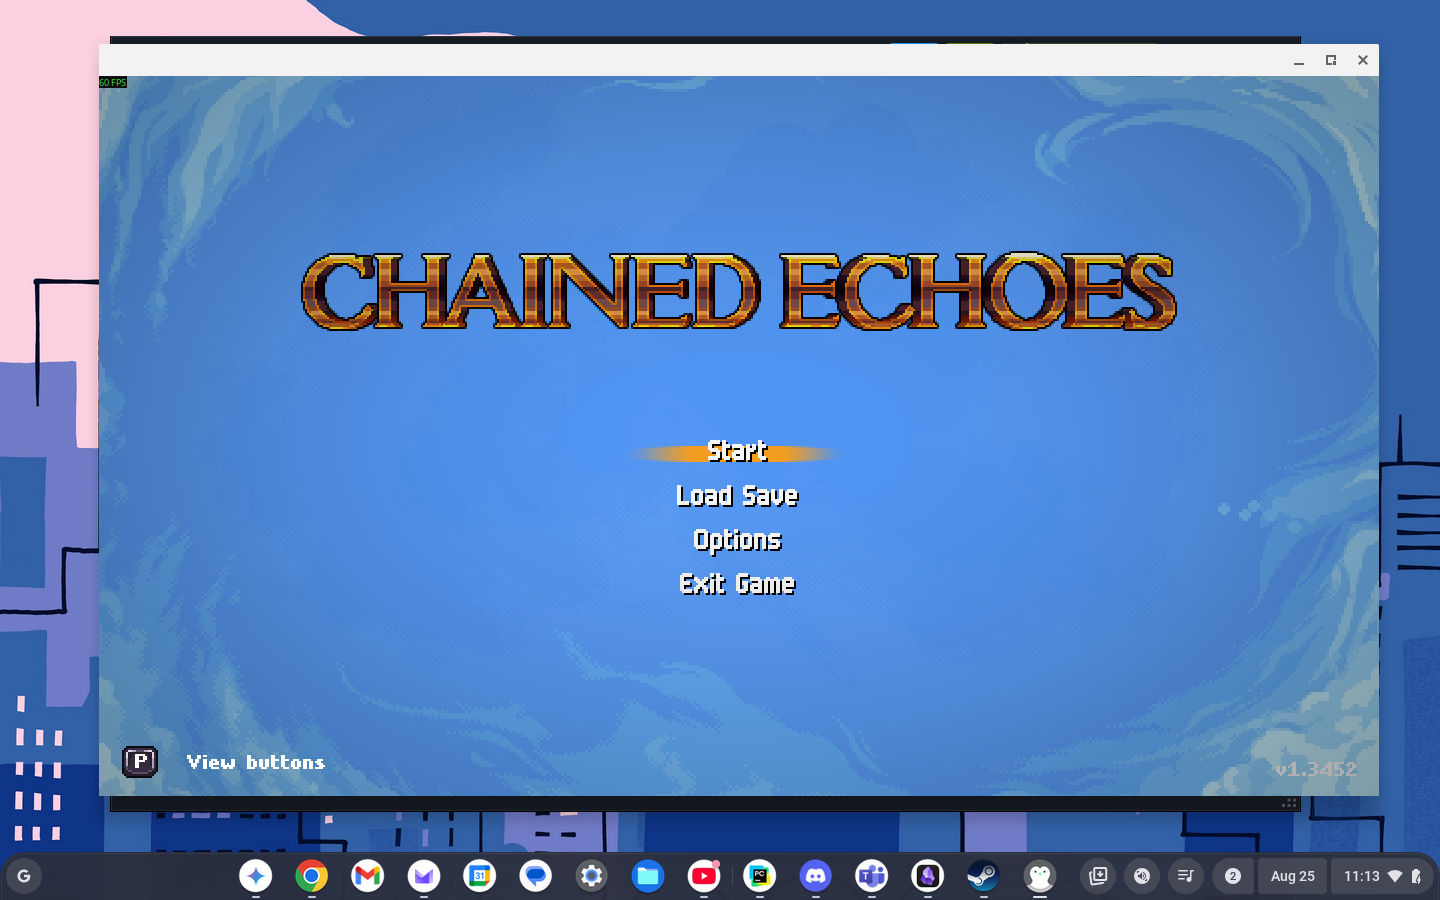 60 FPS
CHAINED ECHOES
Start
Load Save
Options
Exit Game
P View buttons
v1.3452
G
31
PC
2
Aug 25
11:13